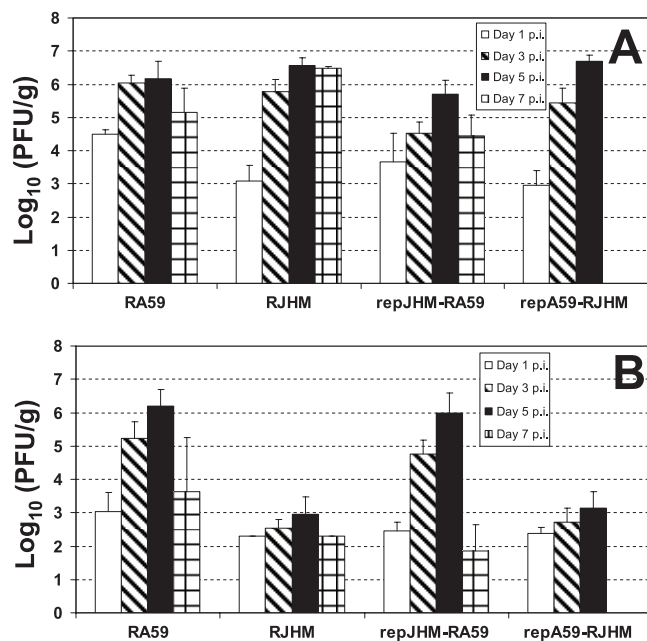 8
7
6
5
4
3
2
1
0
Log10 (PFU/g)
Day 1 p.i.
Day 3 p.i.
Day 5 p.i.
Day 7 p.i.
A
RA59 RJHM repJHM-RA59 repA59-RJHM
8
7
6
5
4
3
2
1
0
Log10 (PFU/g)
Day 1 p.i.
Day 3 p.i.
Day 5 p.i.
Day 7 p.i.
B
RA59 RJHM repJHM-RA59 repA59-RJHM